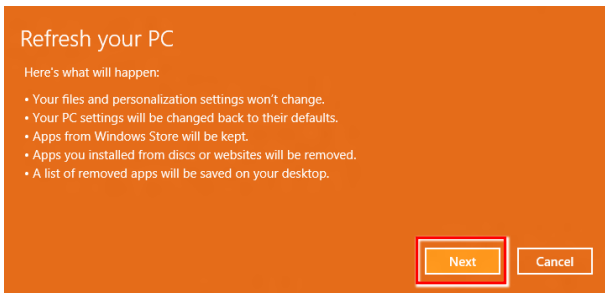 Refresh your PC
Here's what will happen:
• Your files and personalization settings won't change.
• Your PC settings will be changed back to their defaults.
• Apps from Windows Store will be kept.
• Apps you installed from discs or websites will be removed.
• A list of removed apps will be saved on your desktop.
Next Cancel